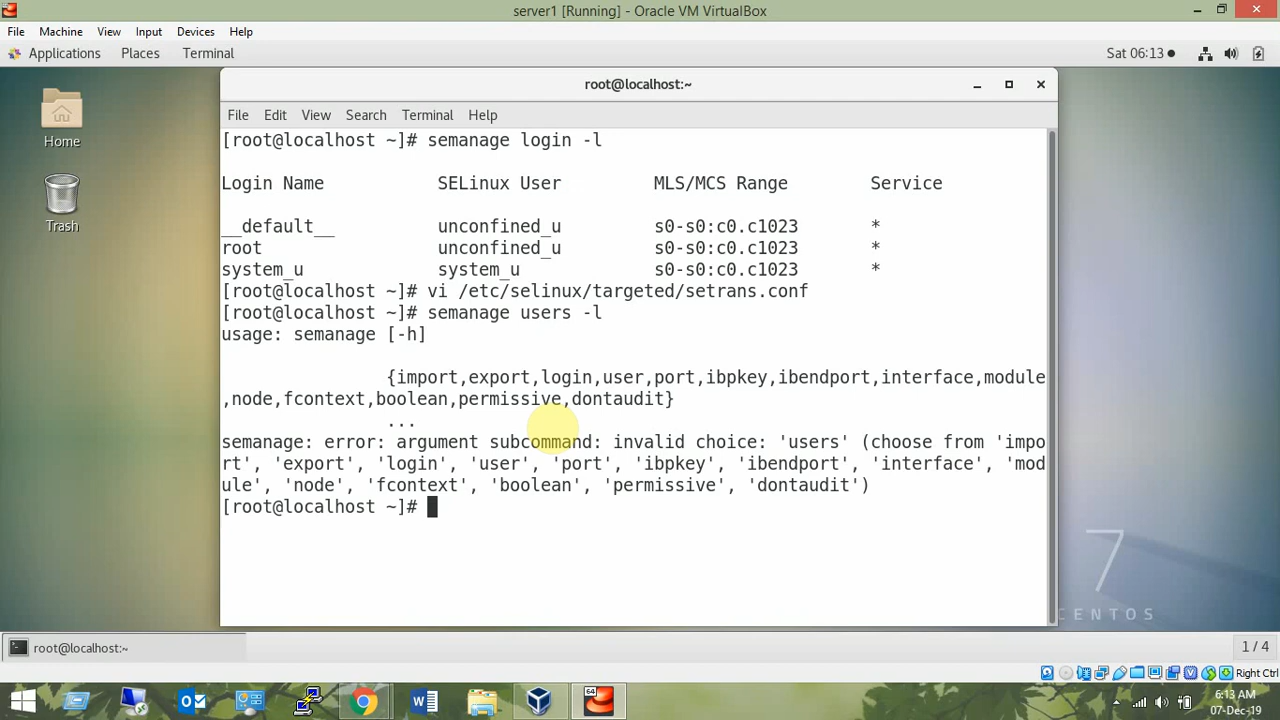 server1 [Running] - Oracle VM VirtualBox
File Machine View Input Devices Help
Applications Places Terminal Sat 06:13
root@localhost:~
File Edit View Search Terminal Help
Home
Trash
[root@localhost ~]# semanage login -l
Login Name SELinux User MLS/MCS Range Service
__default__ unconfined_u s0-s0:c0.c1023 *
root unconfined_u s0-s0:c0.c1023 *
system_u system_u s0-s0:c0.c1023 *
[root@localhost ~]# vi /etc/selinux/targeted/setrans.conf
[root@localhost ~]# semanage users -l
usage: semanage [-h]
{import,export,login,user,port,ibpkey,ibendport,interface,module
,node,fcontext,boolean,permissive,dontaudit}
...
semanage: error: argument subcommand: invalid choice: 'users' (choose from 'impo
rt', 'export', 'login', 'user', 'port', 'ibpkey', 'ibendport', 'interface', 'mod
ule', 'node', 'fcontext', 'boolean', 'permissive', 'dontaudit')
[root@localhost ~]#
7
CENTOS
root@localhost:~
1 / 4
Right Ctrl
64
6:13 AM
07-Dec-19